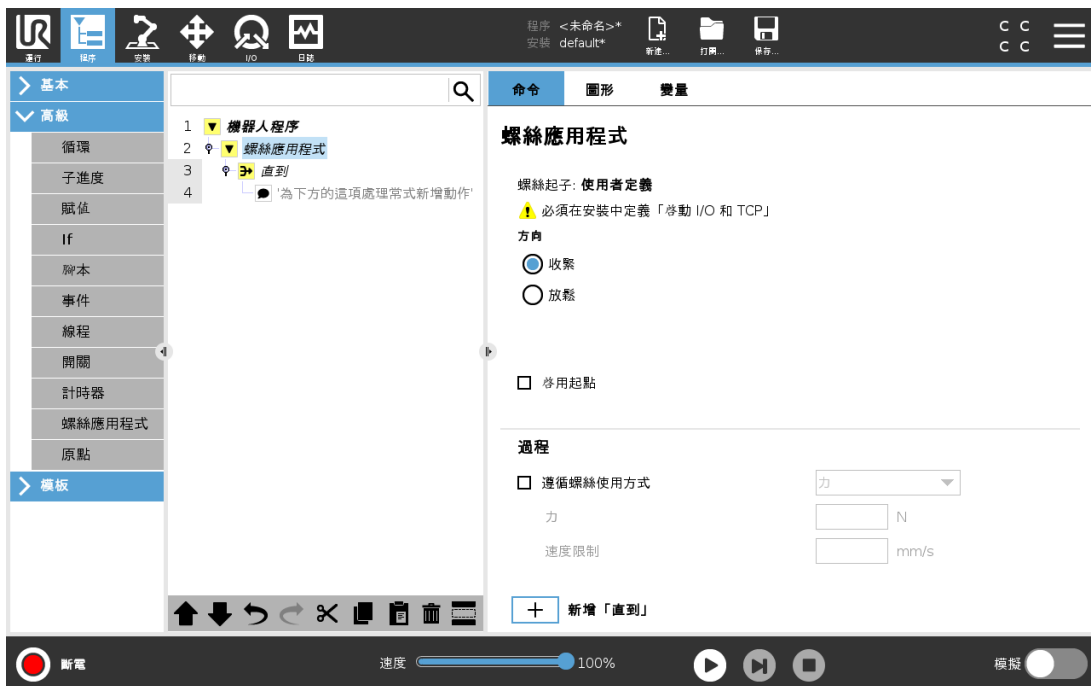 運行
程序
安裝
移動
I/O
日誌
程序 <未命名>*
安裝 default*
新建...
打開...
保存...
C C
C C
基本
高級
循環
子進度
賦值
If
腳本
事件
線程
開關
計時器
螺絲應用程式
原點
模板
1 機器人程序
2 螺絲應用程式
3 直到
4 '為下方的這項處理常式新增動作'
命令 圖形 變量
螺絲應用程式
螺絲起子: 使用者定義
必須在安裝中定義「啓動 I/O 和 TCP」
方向
收緊
放鬆
啓用起點
過程
遵循螺絲使用方式 力
力 N
速度限制 mm/s
新增「直到」
斷電
速度 100%
模擬